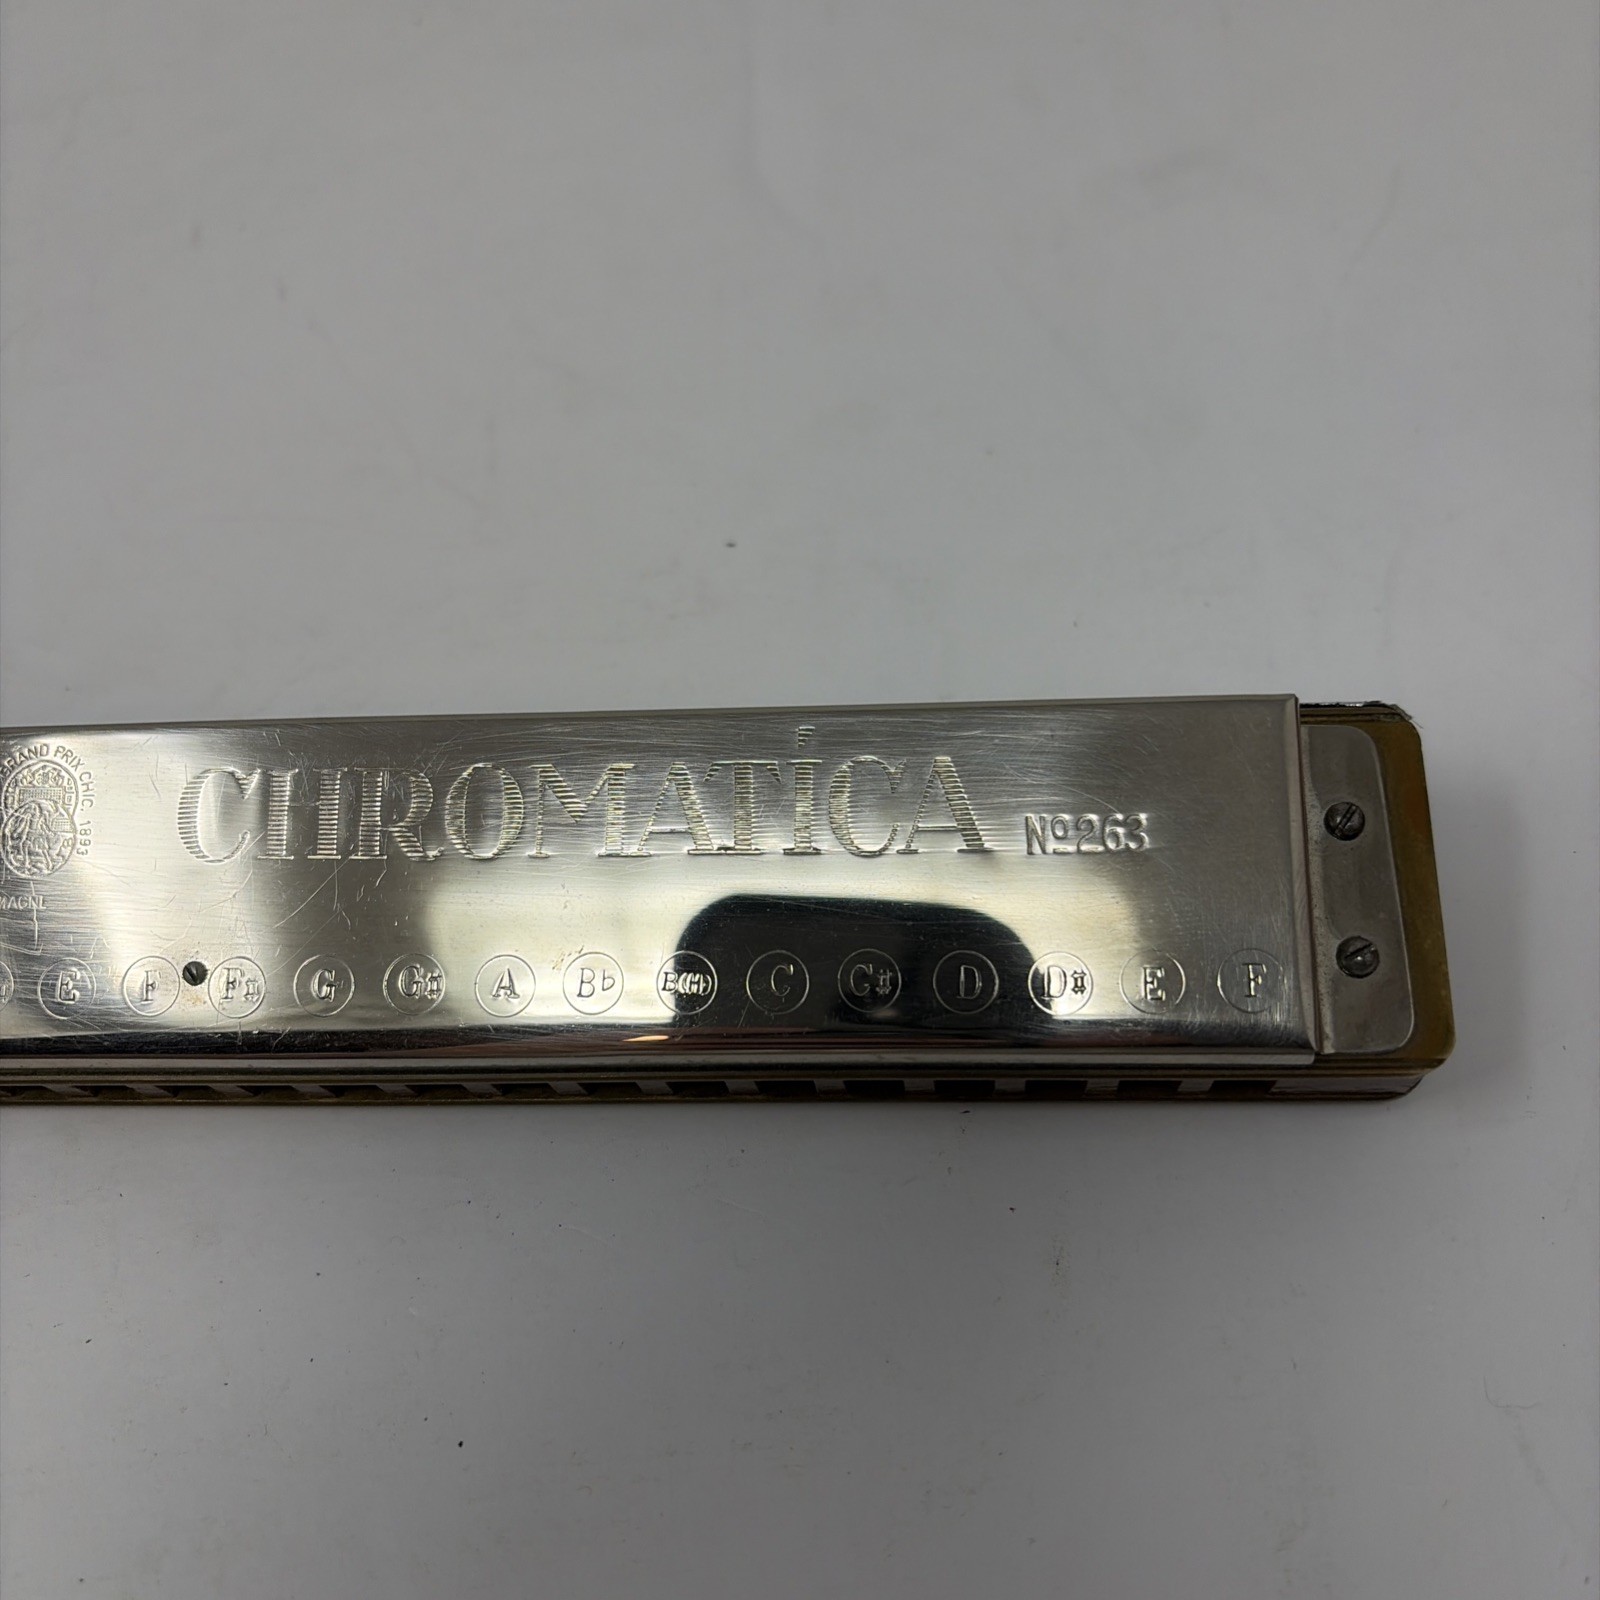 GRAND PRIX CHIC. 1893
CHROMATICA Nº263
E F F♯ G G♯ A B♭ B(H) C C♯ D D♯ E F